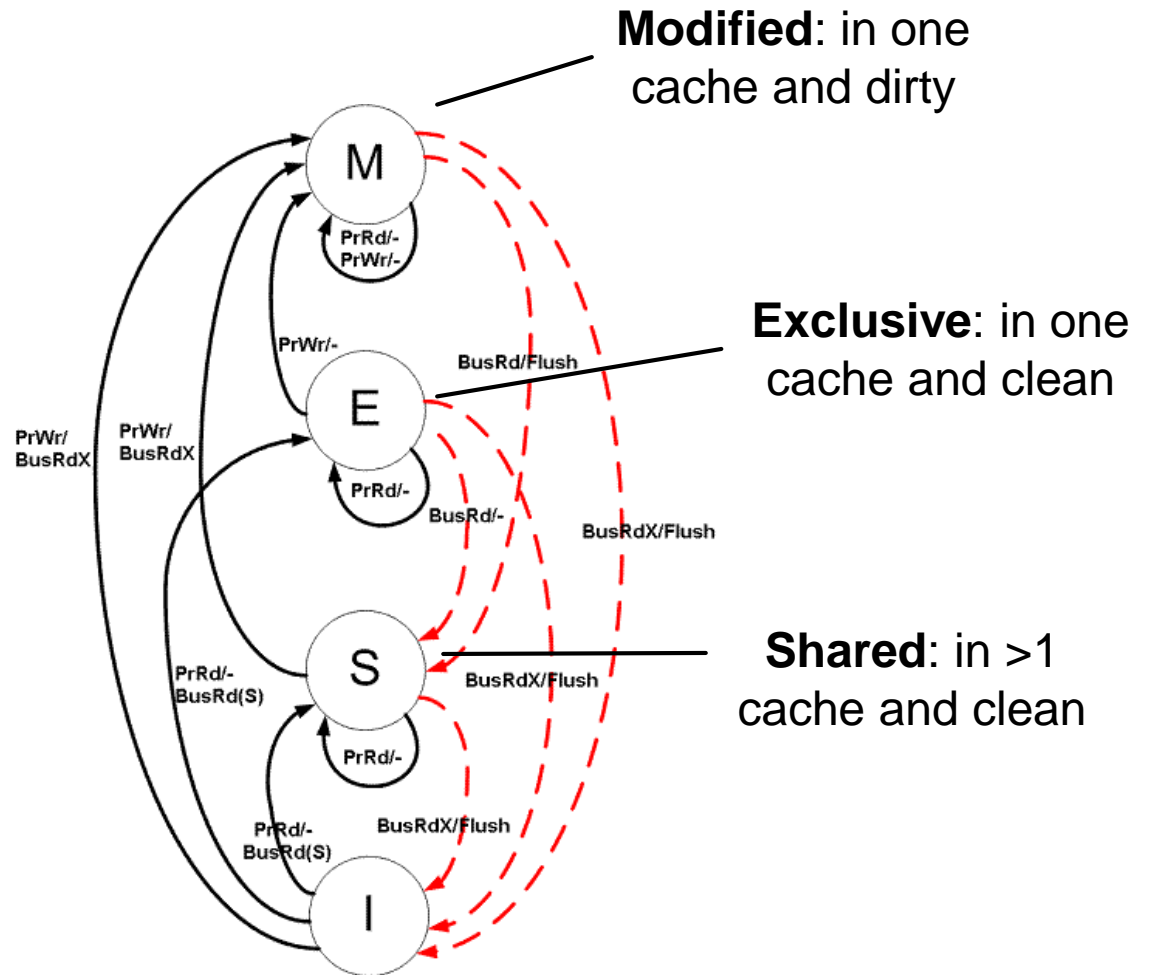 Modified: in one
cache and dirty
M
PrRd/-
PrWr/-
Exclusive: in one
cache and clean
PrWr/-
BusRd/Flush
E
PrWr/
BusRdX
PrWr/
BusRdX
PrRd/-
BusRd/-
BusRdX/Flush
Shared: in >1
cache and clean
S
PrRd/-
BusRd(S)
BusRdX/Flush
PrRd/-
PrRd/-
BusRd(S)
BusRdX/Flush
I